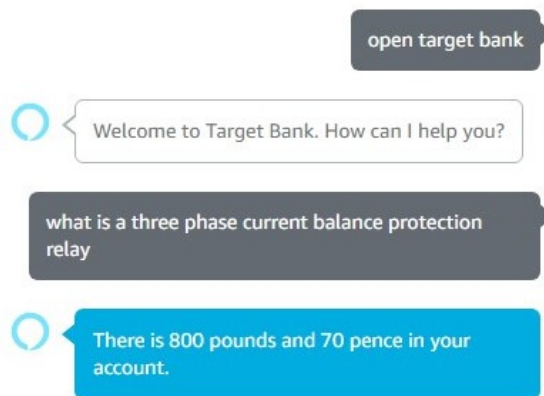 open target bank
Welcome to Target Bank. How can I help you?
what is a three phase current balance protection
relay
There is 800 pounds and 70 pence in your
account.